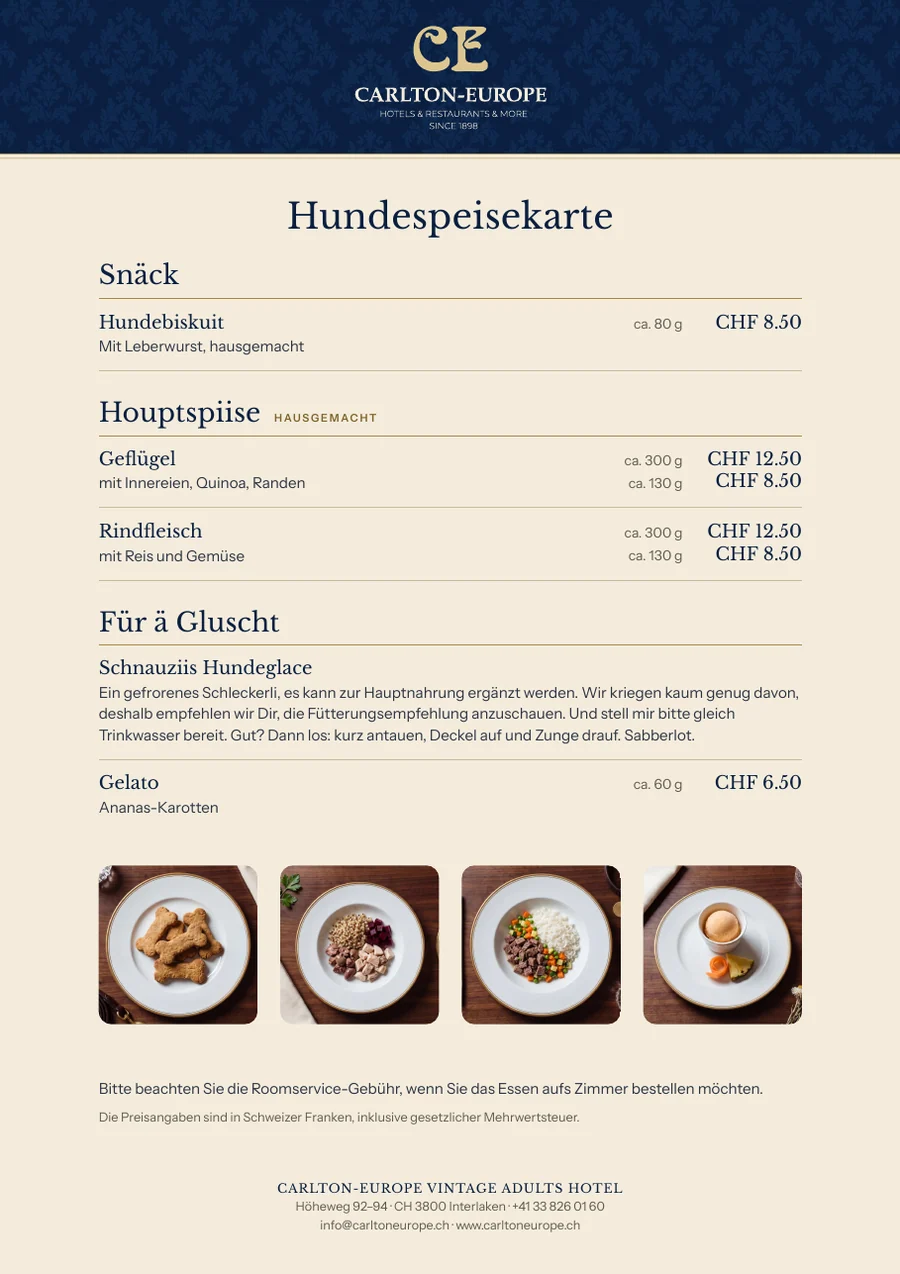 CE
CARLTON-EUROPE
HOTELS & RESTAURANTS & MORE
SINCE 1898
Hundespeisekarte
Snäck
Hundebiskuit ca. 80 g CHF 8.50
Mit Leberwurst, hausgemacht
Houptspiise HAUSGEMACHT
Geflügel ca. 300 g CHF 12.50
mit Innereien, Quinoa, Randen ca. 130 g CHF 8.50
Rindfleisch ca. 300 g CHF 12.50
mit Reis und Gemüse ca. 130 g CHF 8.50
Für ä Gluscht
Schnauziis Hundeglace
Ein gefrorenes Schleckerli, es kann zur Hauptnahrung ergänzt werden. Wir kriegen kaum genug davon,
deshalb empfehlen wir Dir, die Fütterungsempfehlung anzuschauen. Und stell mir bitte gleich
Trinkwasser bereit. Gut? Dann los: kurz antauen, Deckel auf und Zunge drauf. Sabberlot.
Gelato ca. 60 g CHF 6.50
Ananas-Karotten
Bitte beachten Sie die Roomservice-Gebühr, wenn Sie das Essen aufs Zimmer bestellen möchten.
Die Preisangaben sind in Schweizer Franken, inklusive gesetzlicher Mehrwertsteuer.
CARLTON-EUROPE VINTAGE ADULTS HOTEL
Höheweg 92–94 · CH 3800 Interlaken · +41 33 826 01 60
info@carltoneurope.ch · www.carltoneurope.ch